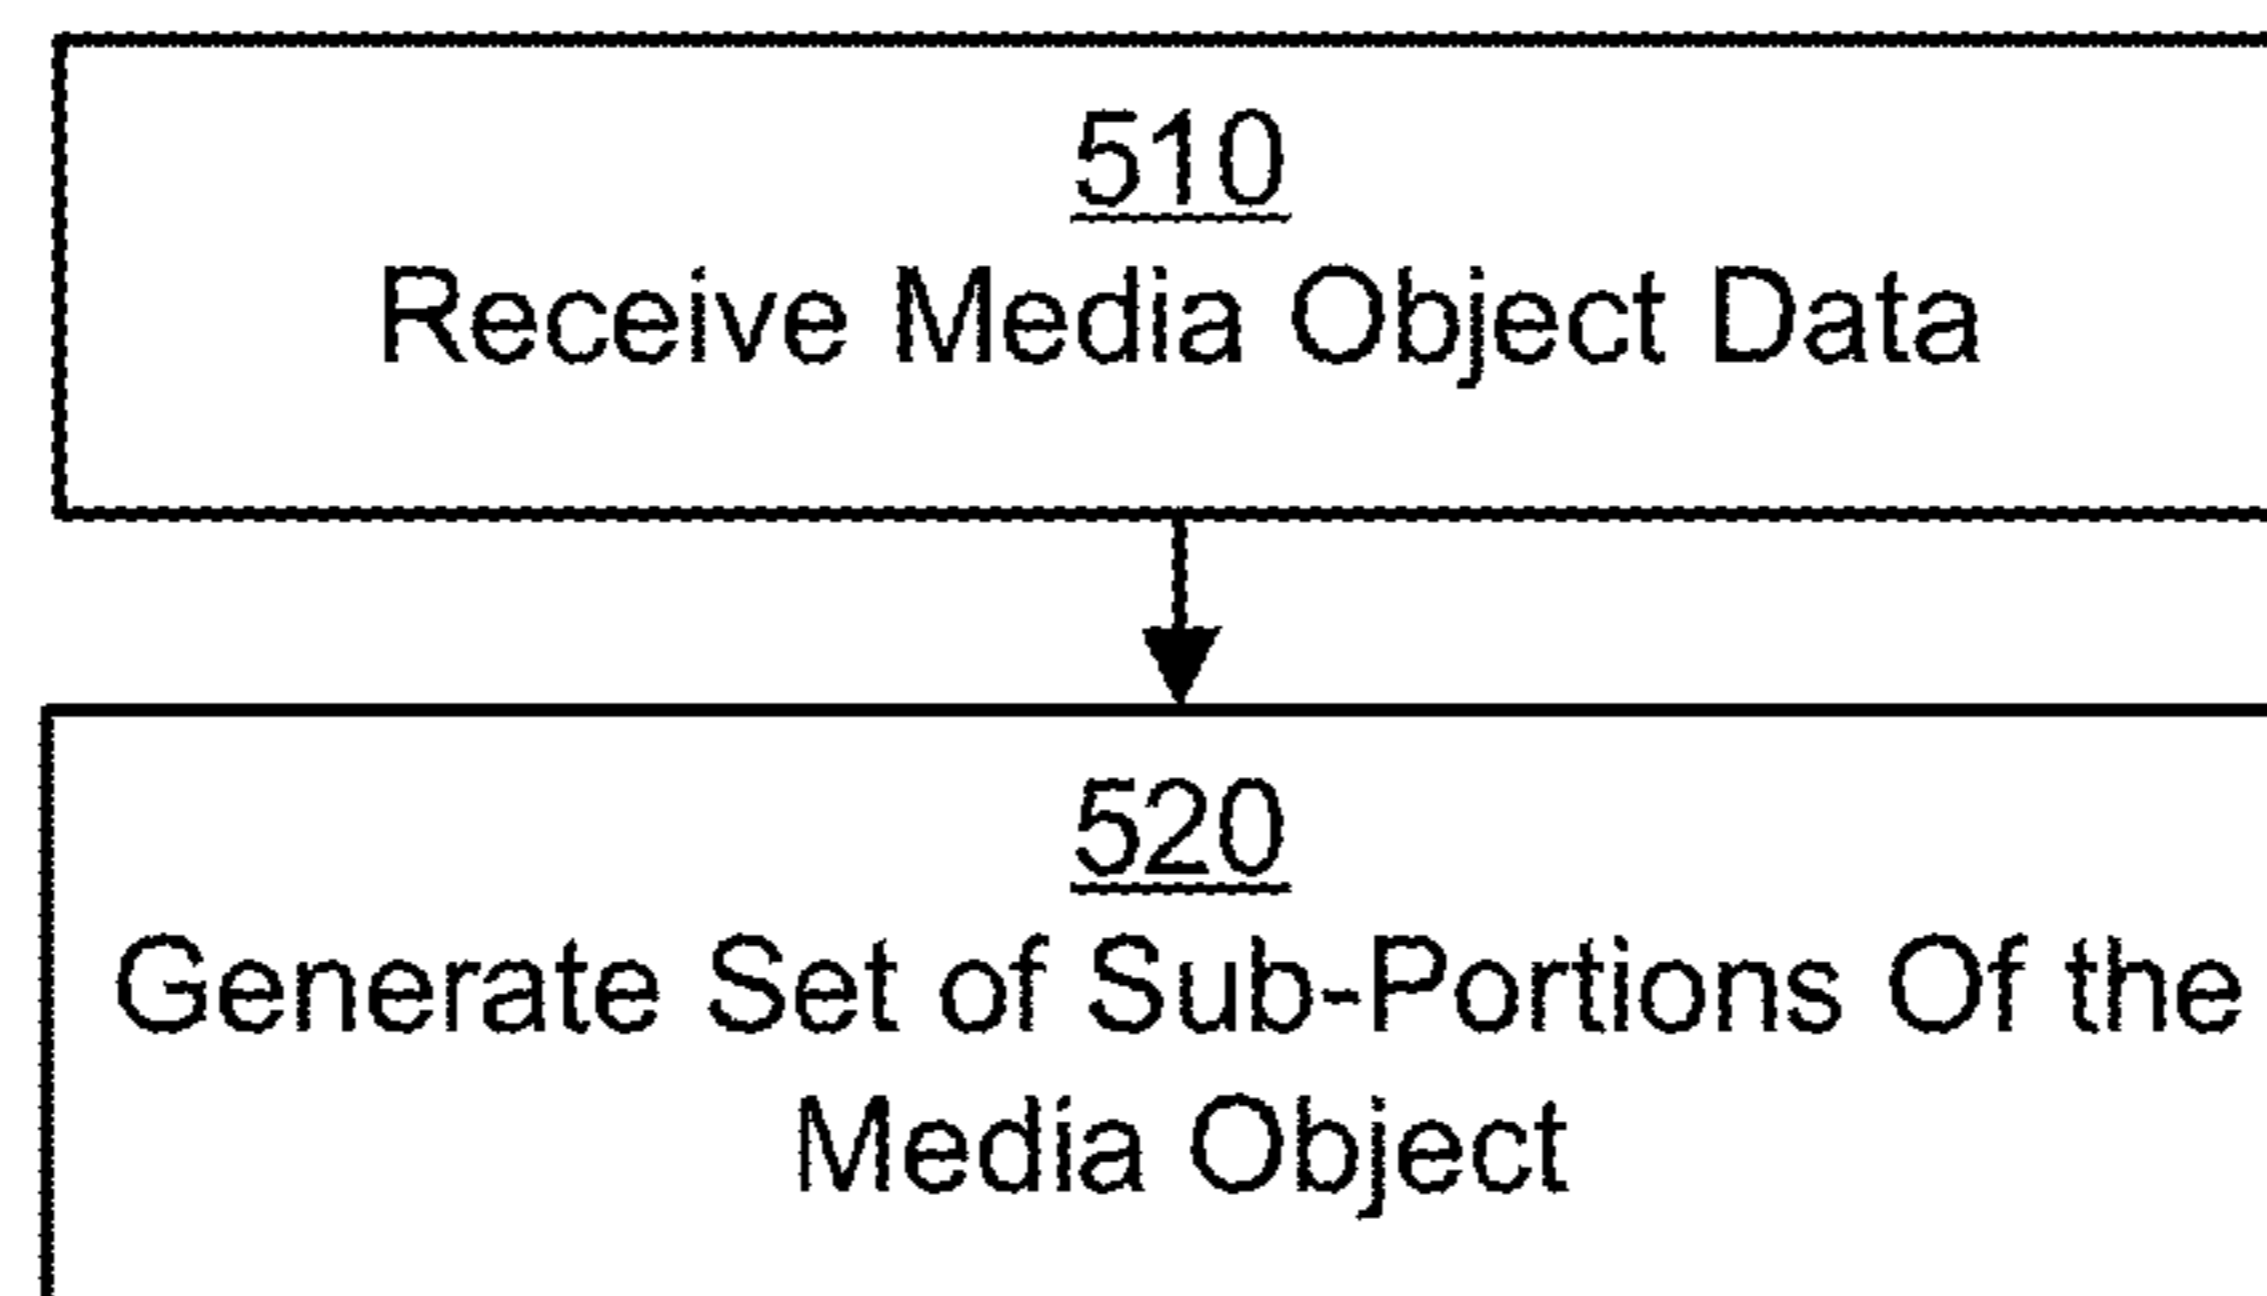 510
Receive Media Object Data
520
Generate Set of Sub-Portions Of the
Media Object